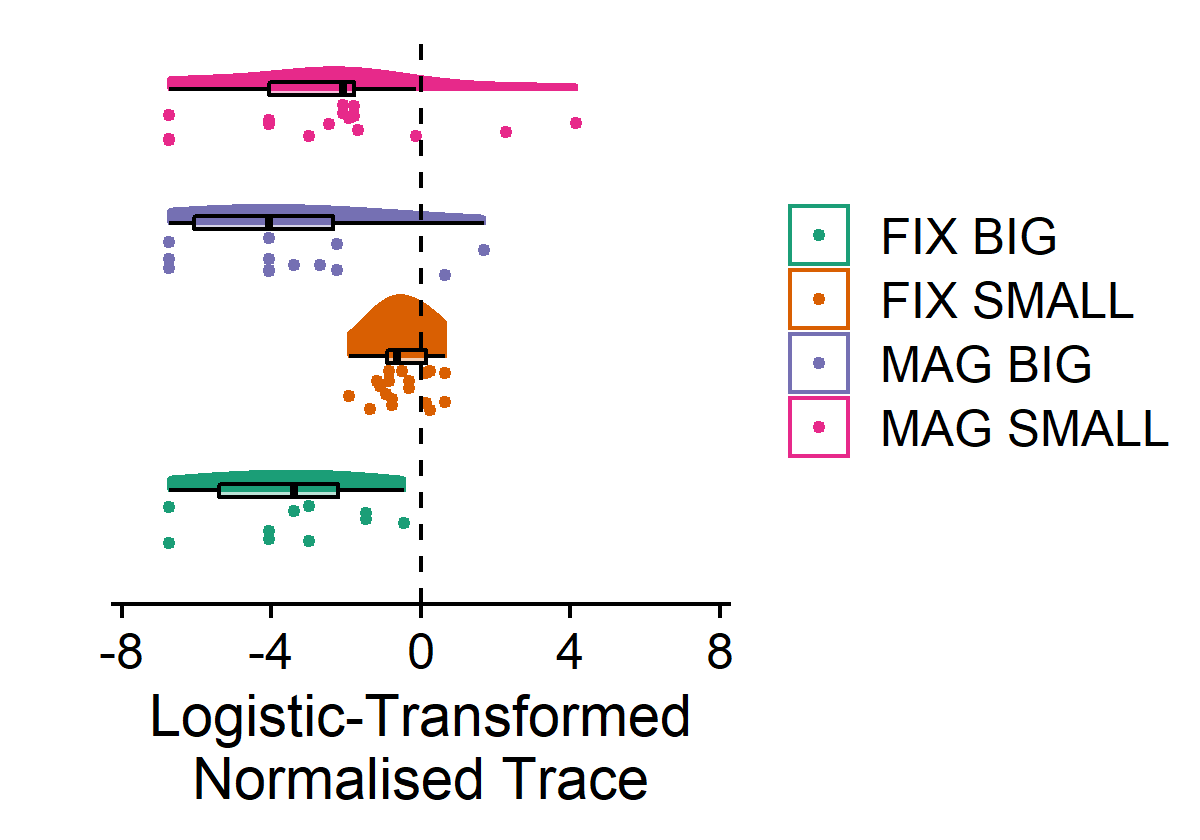 FIX BIG
FIX SMALL
MAG BIG
MAG SMALL
-8 -4 0 4 8
Logistic-Transformed
Normalised Trace